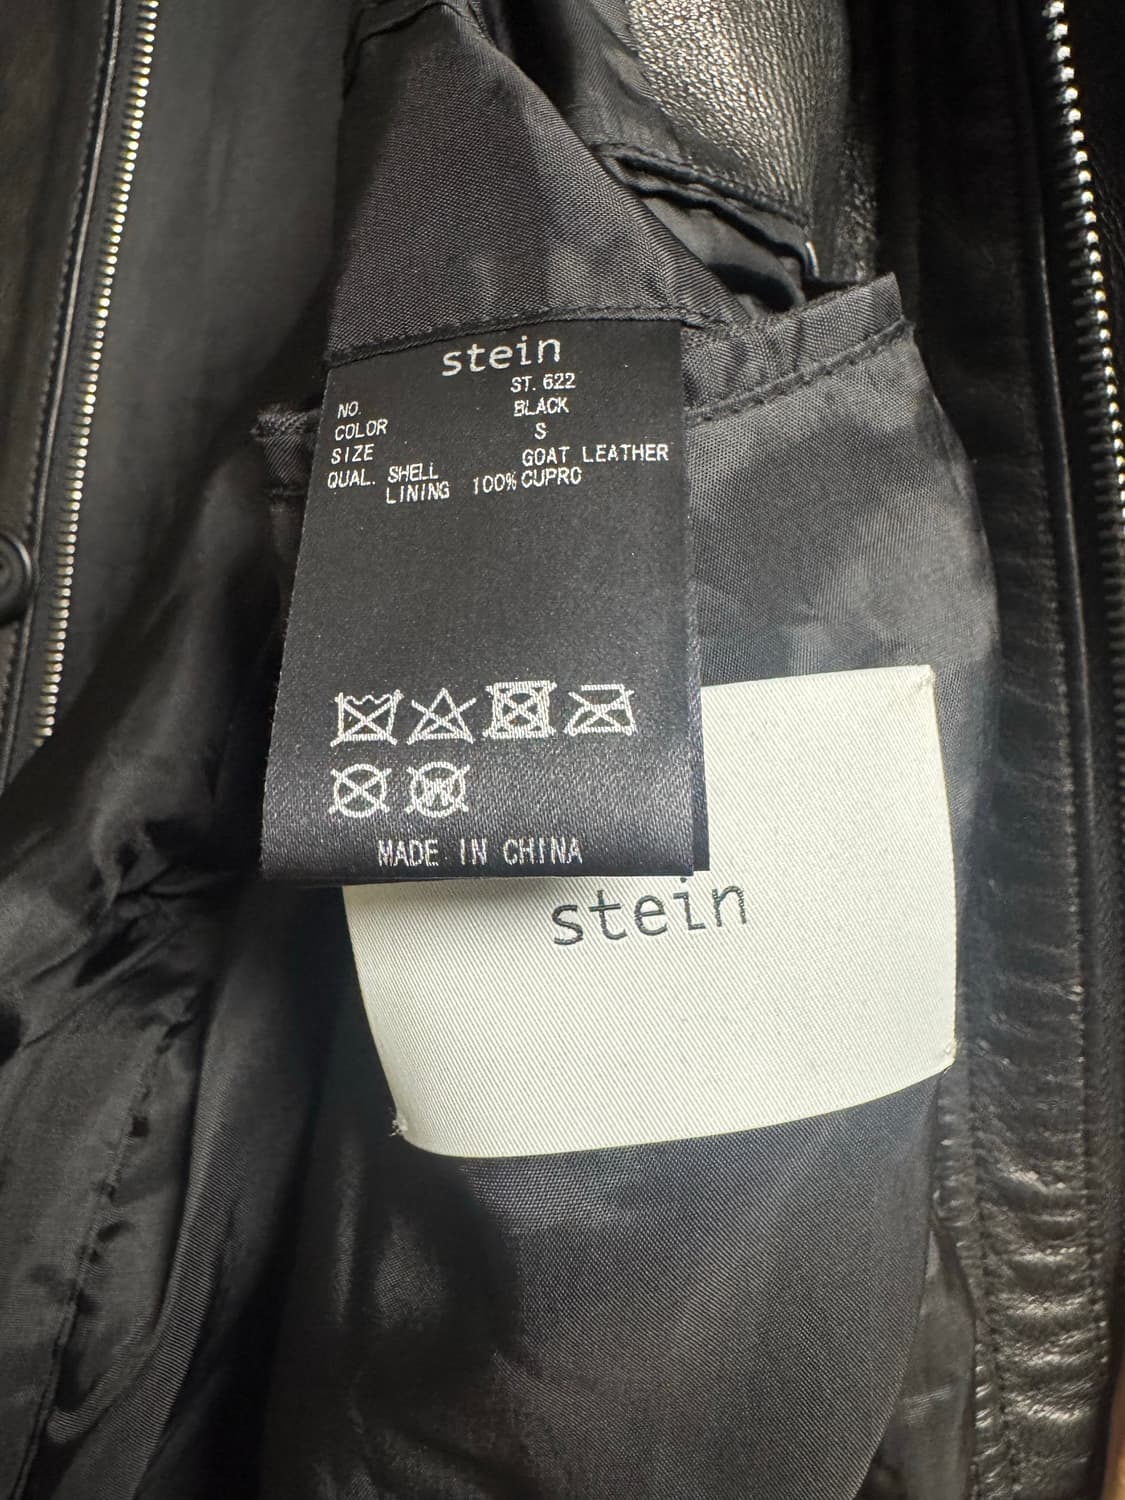 stein
NO. ST. 622
COLOR BLACK
SIZE S
QUAL. SHELL GOAT LEATHER
LINING 100% CUPRO
MADE IN CHINA
stein